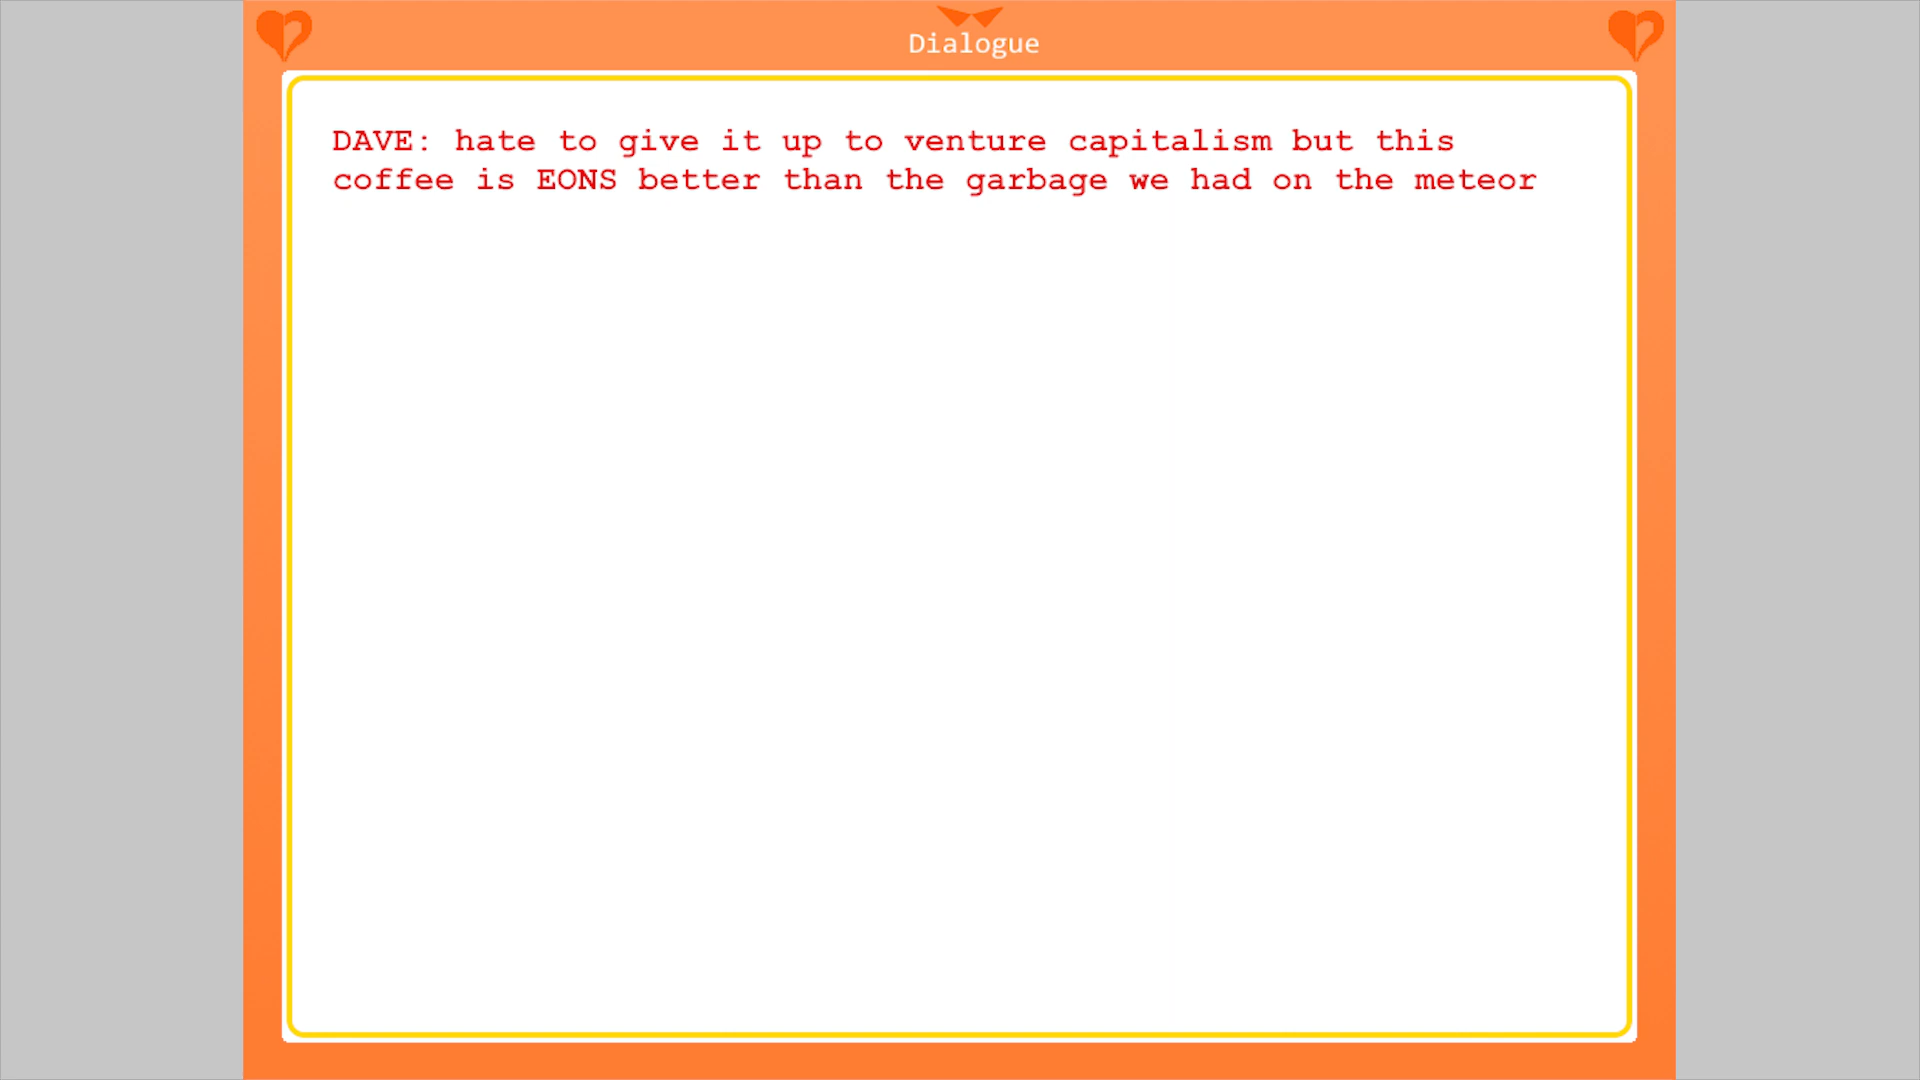 Dialogue
DAVE: hate to give it up to venture capitalism but this
coffee is EONS better than the garbage we had on the meteor